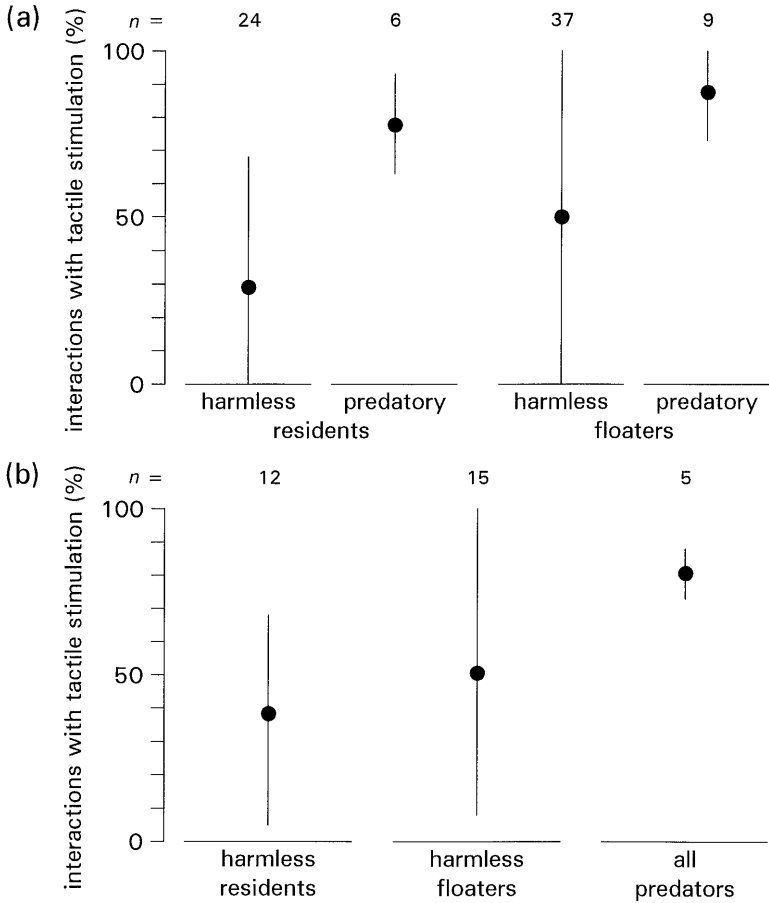 (a)
n = 24 6 37 9
interactions with tactile stimulation (%)
100
50
0
harmless predatory harmless predatory
residents floaters
(b)
n = 12 15 5
interactions with tactile stimulation (%)
100
50
0
harmless harmless all
residents floaters predators